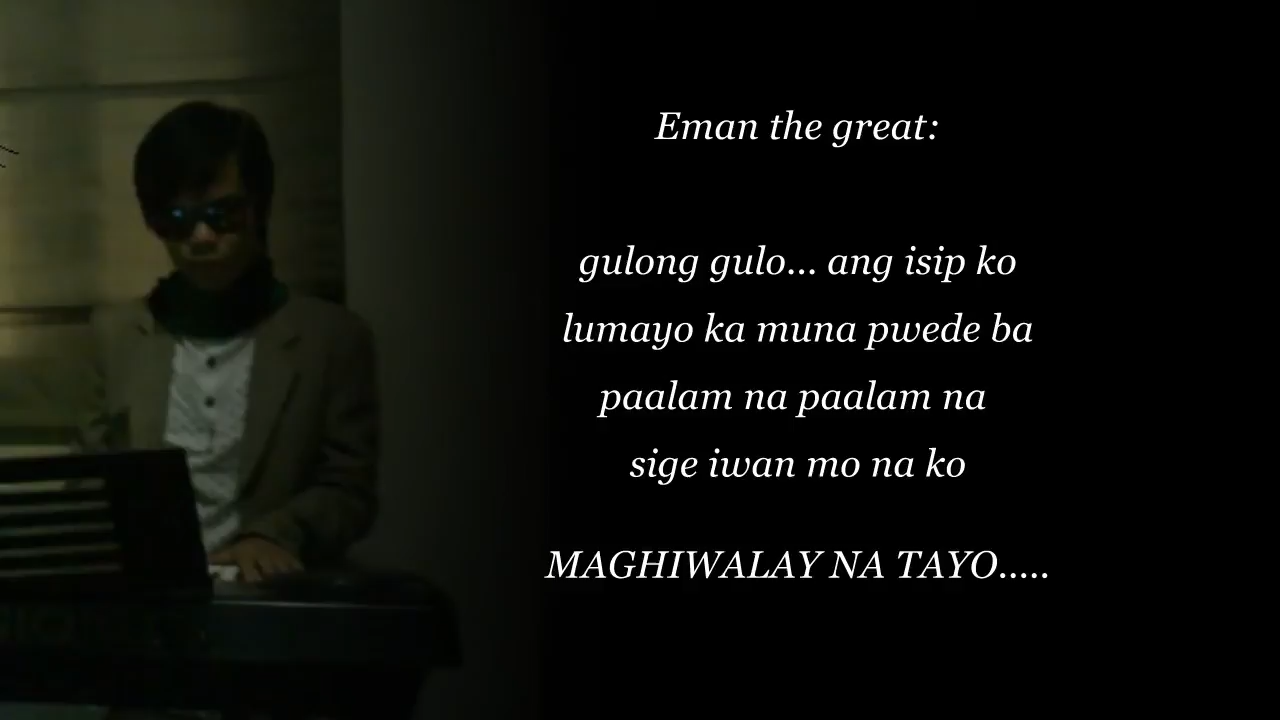 Eman the great:
gulong gulo... ang isip ko
lumayo ka muna pwede ba
paalam na paalam na
sige iwan mo na ko
MAGHIWALAY NA TAYO.....